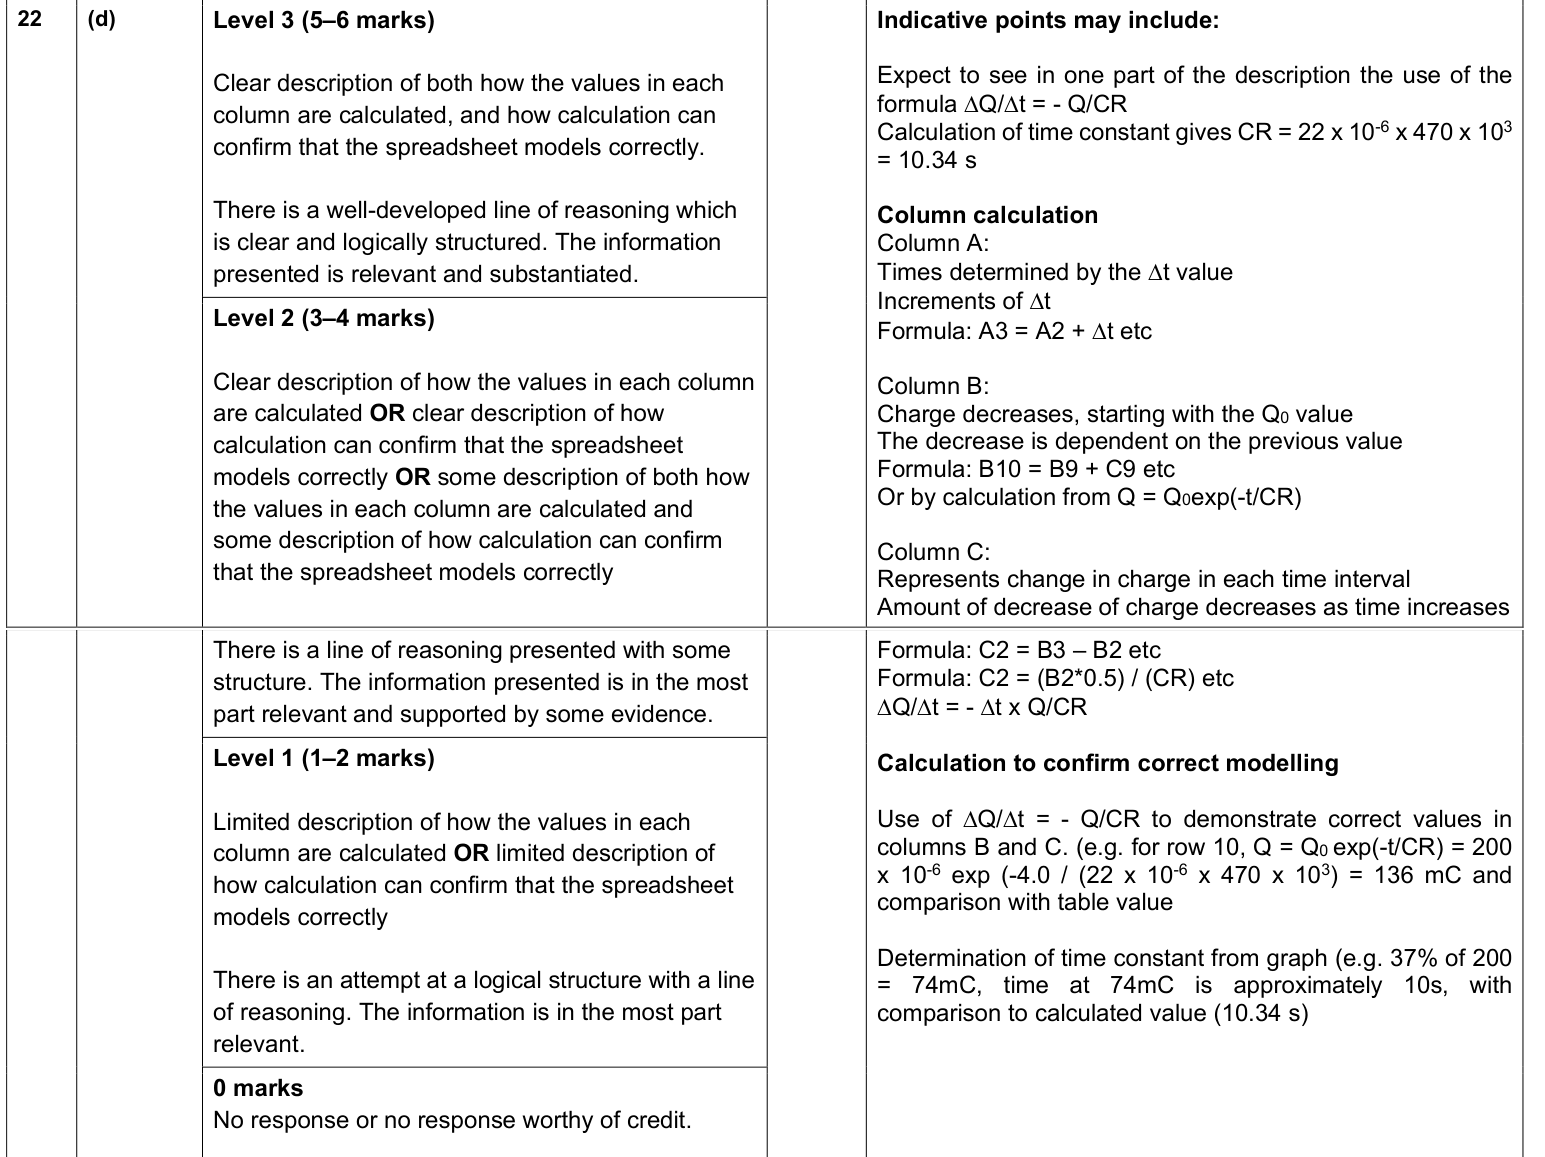 22
(d)
Level 3 (5–6 marks)
Clear description of both how the values in each
column are calculated, and how calculation can
confirm that the spreadsheet models correctly.
There is a well-developed line of reasoning which
is clear and logically structured. The information
presented is relevant and substantiated.
Level 2 (3–4 marks)
Clear description of how the values in each column
are calculated OR clear description of how
calculation can confirm that the spreadsheet
models correctly OR some description of both how
the values in each column are calculated and
some description of how calculation can confirm
that the spreadsheet models correctly
Indicative points may include:
Expect to see in one part of the description the use of the
formula ∆Q/∆t = - Q/CR
Calculation of time constant gives CR = 22 x 10⁻⁶ x 470 x 10³
= 10.34 s
Column calculation
Column A:
Times determined by the ∆t value
Increments of ∆t
Formula: A3 = A2 + ∆t etc
Column B:
Charge decreases, starting with the Q₀ value
The decrease is dependent on the previous value
Formula: B10 = B9 + C9 etc
Or by calculation from Q = Q₀exp(-t/CR)
Column C:
Represents change in charge in each time interval
Amount of decrease of charge decreases as time increases
There is a line of reasoning presented with some
structure. The information presented is in the most
part relevant and supported by some evidence.
Level 1 (1–2 marks)
Limited description of how the values in each
column are calculated OR limited description of
how calculation can confirm that the spreadsheet
models correctly
There is an attempt at a logical structure with a line
of reasoning. The information is in the most part
relevant.
0 marks
No response or no response worthy of credit.
Formula: C2 = B3 – B2 etc
Formula: C2 = (B2*0.5) / (CR) etc
∆Q/∆t = - ∆t x Q/CR
Calculation to confirm correct modelling
Use of ∆Q/∆t = - Q/CR to demonstrate correct values in
columns B and C. (e.g. for row 10, Q = Q₀ exp(-t/CR) = 200
x 10⁻⁶ exp (-4.0 / (22 x 10⁻⁶ x 470 x 10³) = 136 mC and
comparison with table value
Determination of time constant from graph (e.g. 37% of 200
= 74mC, time at 74mC is approximately 10s, with
comparison to calculated value (10.34 s)